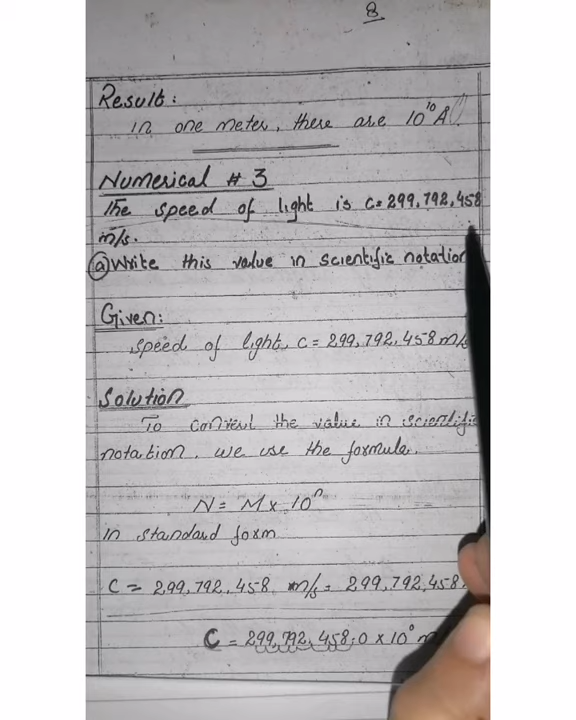 8
Result:
In one meter, there are 10¹⁰Å.
Numerical # 3
The speed of light is c=299,792,458
m/s.
(a) Write this value in scientific notation
Given:
speed of light, c = 299,792,458 m/s
Solution
To convert the value in scientific
notation, we use the formula.
N = M x 10ⁿ
in standard form
c = 299,792,458 m/s = 299,792,458.
C = 299,792,458.0 x 10⁰ m